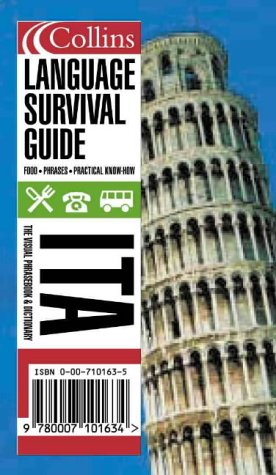 Collins
LANGUAGE
SURVIVAL
GUIDE
FOOD • PHRASES • PRACTICAL KNOW-HOW
ITA
THE VISUAL PHRASEBOOK & DICTIONARY
ISBN 0-00-710163-5
9 780007 101634 >